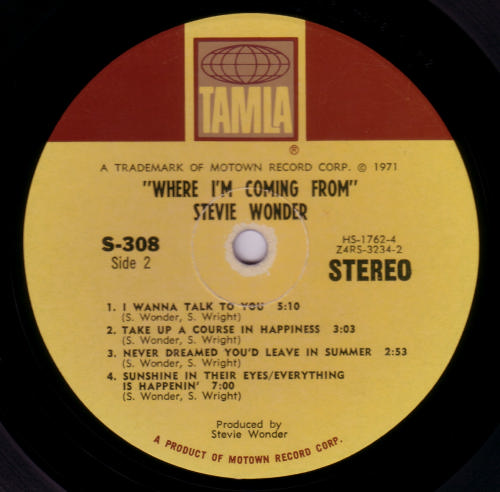 TAMLA
®
A TRADEMARK OF MOTOWN RECORD CORP. © 1971
"WHERE I'M COMING FROM"
STEVIE WONDER
S-308
Side 2
HS-1762-4
Z4RS-3234-2
STEREO
1. I WANNA TALK TO YOU 5:10
(S. Wonder, S. Wright)
2. TAKE UP A COURSE IN HAPPINESS 3:03
(S. Wonder, S. Wright)
3. NEVER DREAMED YOU'D LEAVE IN SUMMER 2:53
(S. Wonder, S. Wright)
4. SUNSHINE IN THEIR EYES/EVERYTHING
IS HAPPENIN' 7:00
(S. Wonder, S. Wright)
Produced by
Stevie Wonder
A PRODUCT OF MOTOWN RECORD CORP.